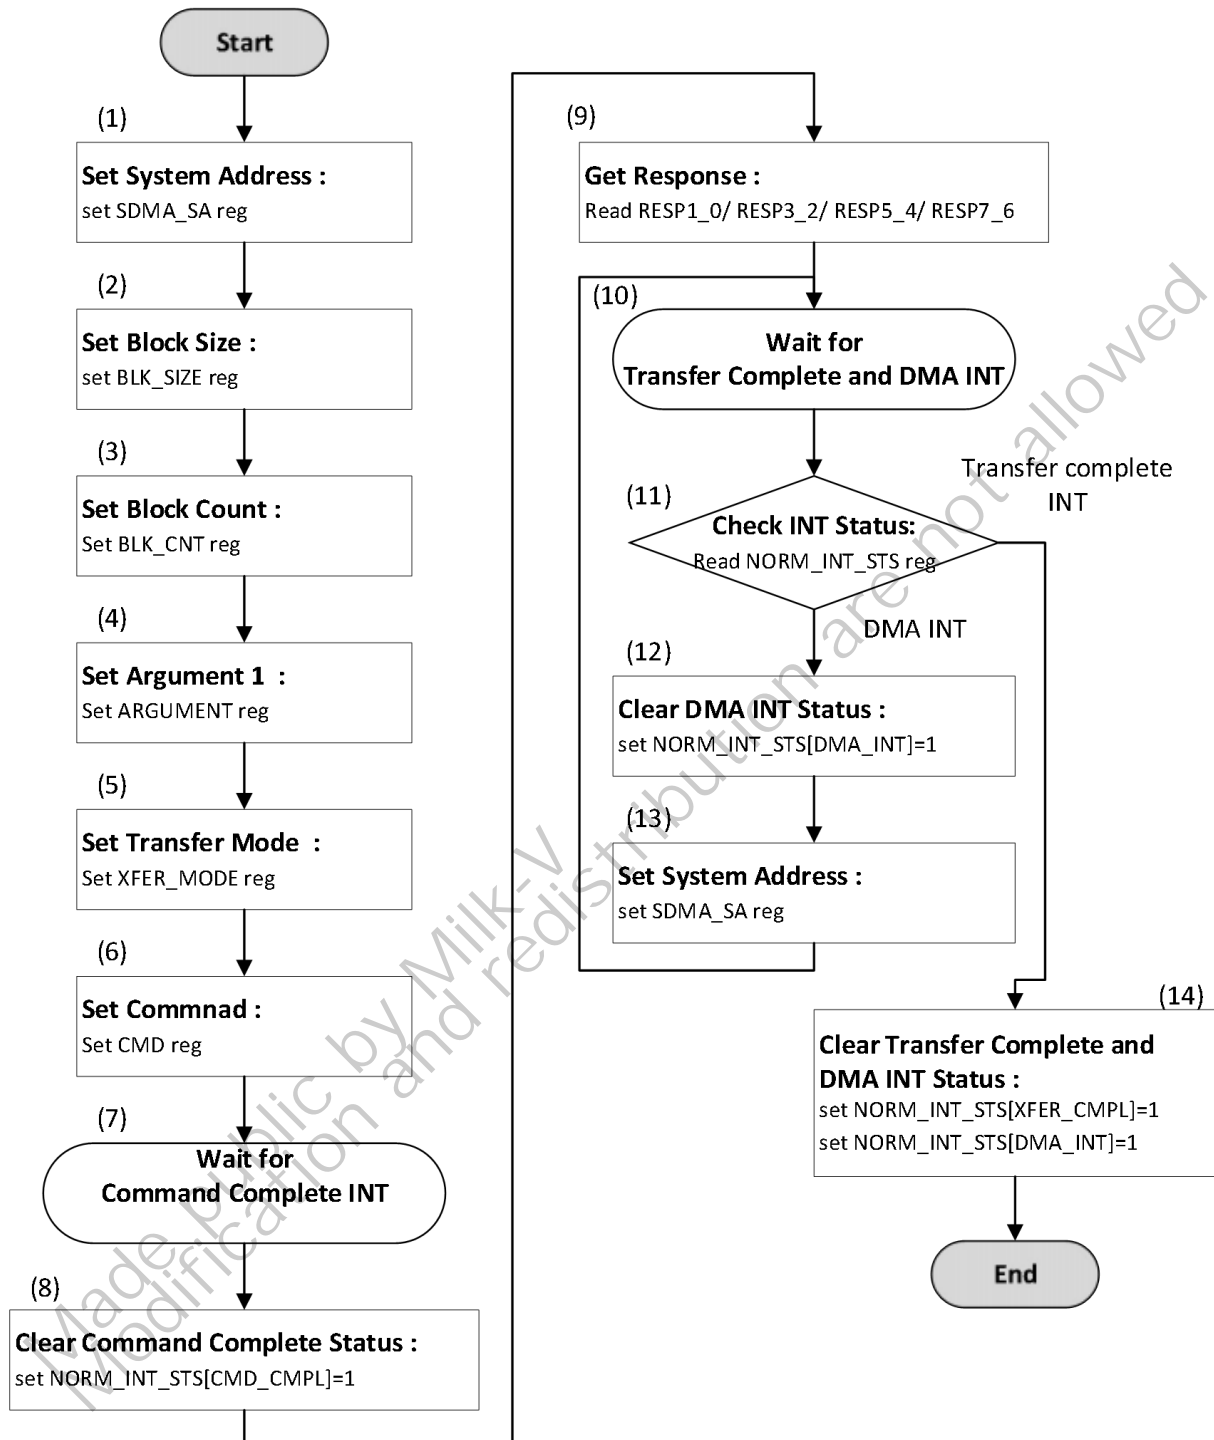 Start
(1)
Set System Address :
set SDMA_SA reg
(2)
Set Block Size :
set BLK_SIZE reg
(3)
Set Block Count :
Set BLK_CNT reg
(4)
Set Argument 1  :
Set ARGUMENT reg
(5)
Set Transfer Mode  :
Set XFER_MODE reg
(6)
Set Commnad :
Set CMD reg
(7)
Wait for
Command Complete INT
(8)
Clear Command Complete Status :
set NORM_INT_STS[CMD_CMPL]=1
(9)
Get Response :
Read RESP1_0/ RESP3_2/ RESP5_4/ RESP7_6
(10)
Wait for
Transfer Complete and DMA INT
(11)
Check INT Status:
Read NORM_INT_STS reg
Transfer complete
INT
DMA INT
(12)
Clear DMA INT Status :
set NORM_INT_STS[DMA_INT]=1
(13)
Set System Address :
set SDMA_SA reg
(14)
Clear Transfer Complete and
DMA INT Status :
set NORM_INT_STS[XFER_CMPL]=1
set NORM_INT_STS[DMA_INT]=1
End
Made public by Milk-V
Modification and redistribution are not allowed